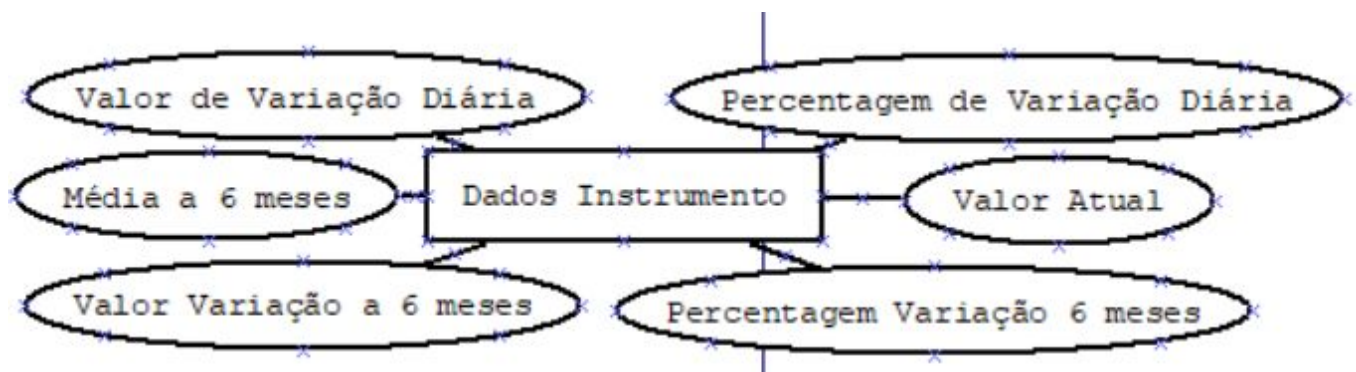 Valor de Variação Diária
Percentagem de Variação Diária
Média a 6 meses
Dados Instrumento
Valor Atual
Valor Variação a 6 meses
Percentagem Variação 6 meses